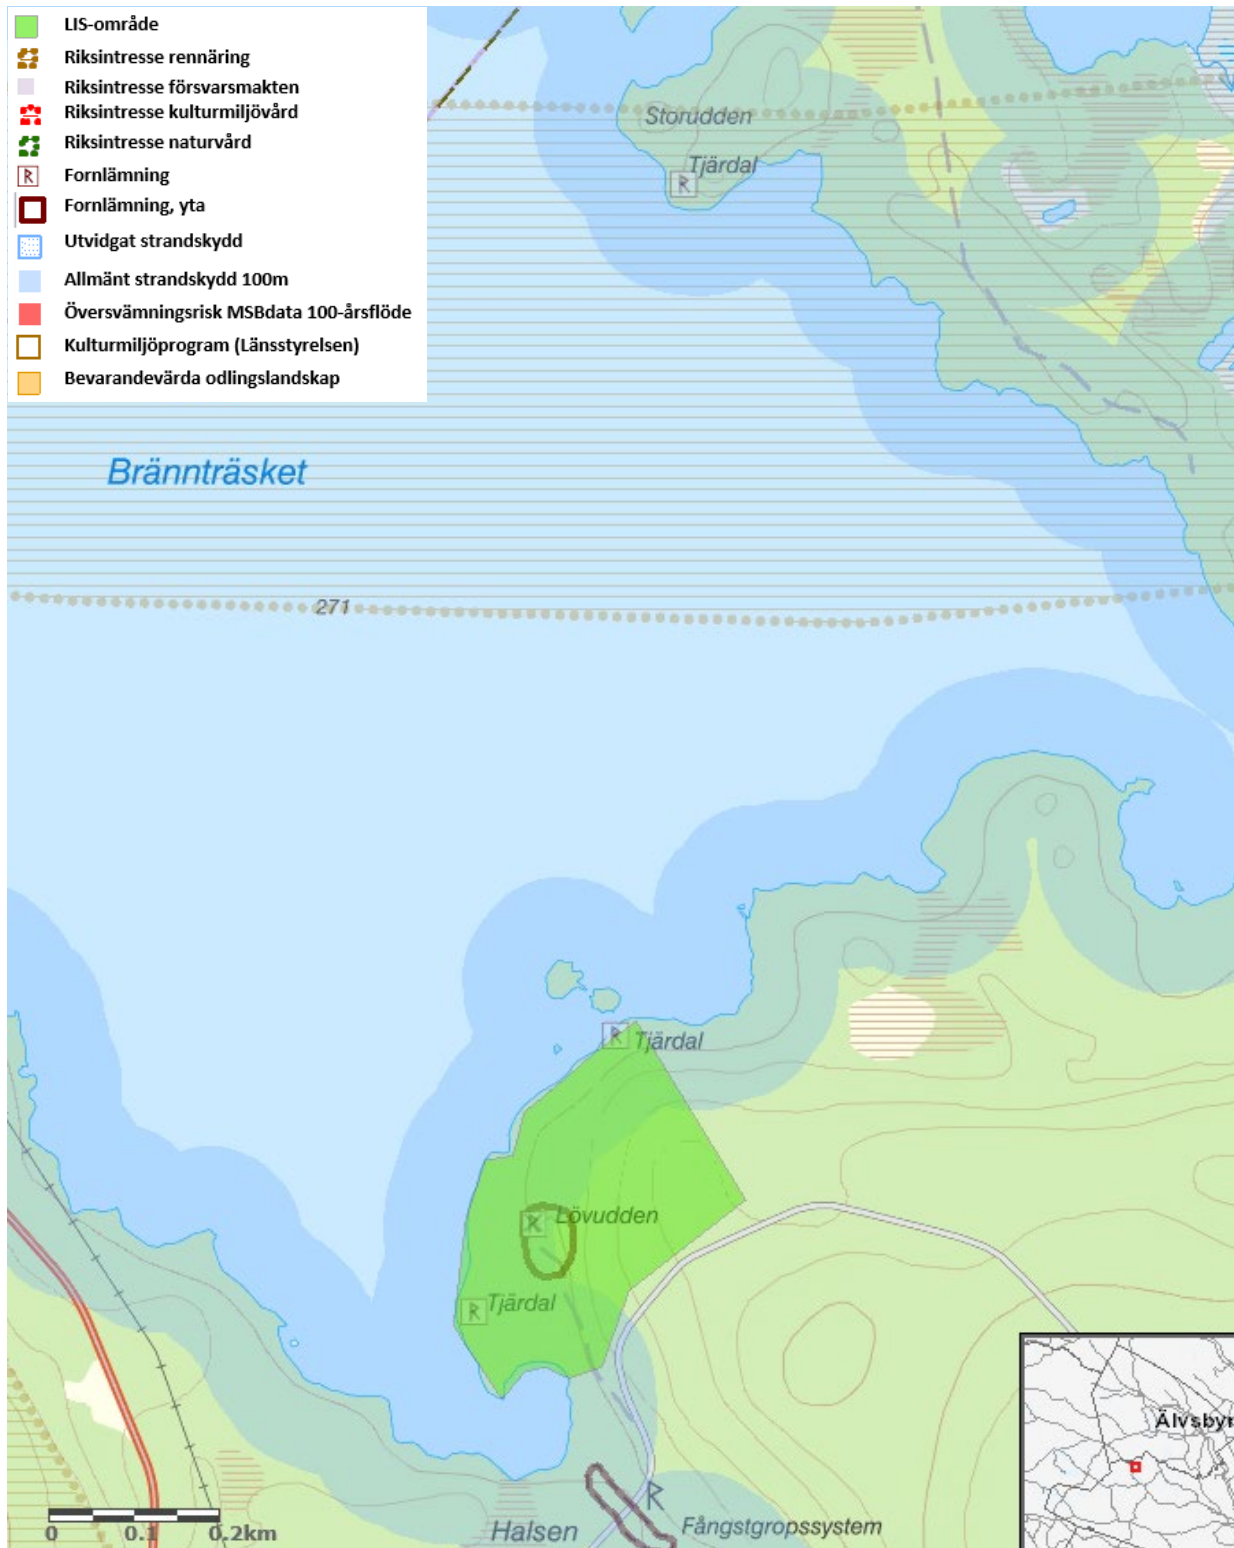 LIS-område
Riksintresse rennäring
Riksintresse försvarsmakten
Riksintresse kulturmiljövård
Riksintresse naturvård
Fornlämning
Fornlämning, yta
Utvidgat strandskydd
Allmänt strandskydd 100m
Översvämningsrisk MSBdata 100-årsflöde
Kulturmiljöprogram (Länsstyrelsen)
Bevarandevärda odlingslandskap
Storudden
Tjärdal
Brännträsket
271
Tjärdal
Lövudden
Tjärdal
Älvsbyn
0 0.1 0.2km
Halsen
Fångstgropssystem